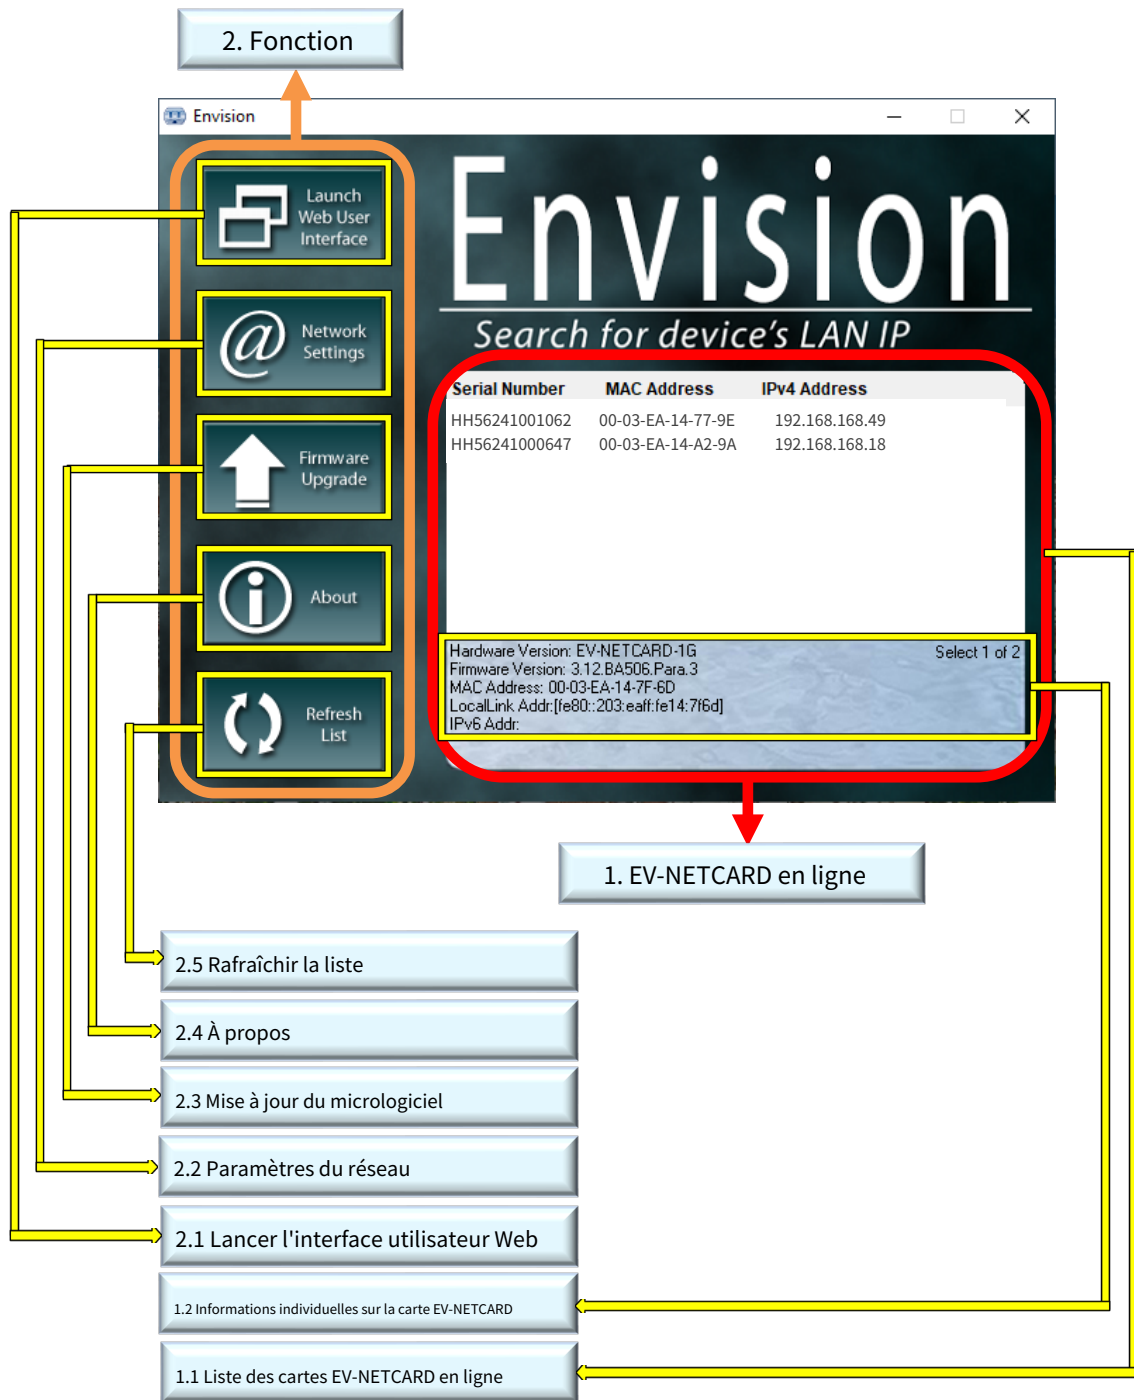 2. Fonction
Envision
Launch
Web User
Interface
Network
Settings
Firmware
Upgrade
About
Refresh
List
Envision
Search for device's LAN IP
Serial Number MAC Address IPv4 Address
HH56241001062 00-03-EA-14-77-9E 192.168.168.49
HH56241000647 00-03-EA-14-A2-9A 192.168.168.18
Hardware Version: EV-NETCARD-1G Select 1 of 2
Firmware Version: 3.12.BA506.Para.3
MAC Address: 00-03-EA-14-7F-6D
LocalLink Addr:[fe80::203:eaff:fe14:7f6d]
IPv6 Addr:
1. EV-NETCARD en ligne
2.5 Rafraîchir la liste
2.4 À propos
2.3 Mise à jour du micrologiciel
2.2 Paramètres du réseau
2.1 Lancer l'interface utilisateur Web
1.2 Informations individuelles sur la carte EV-NETCARD
1.1 Liste des cartes EV-NETCARD en ligne